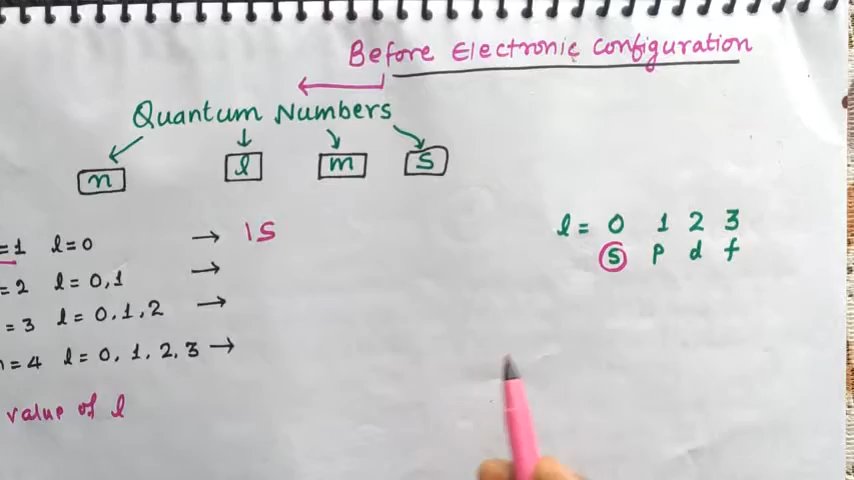 Before Electronic Configuration
Quantum Numbers
n l m s
=1 l=0 → 1S
=2 l=0,1 →
=3 l=0,1,2 →
n=4 l=0, 1, 2, 3 →
value of l
l = 0 1 2 3
s p d f